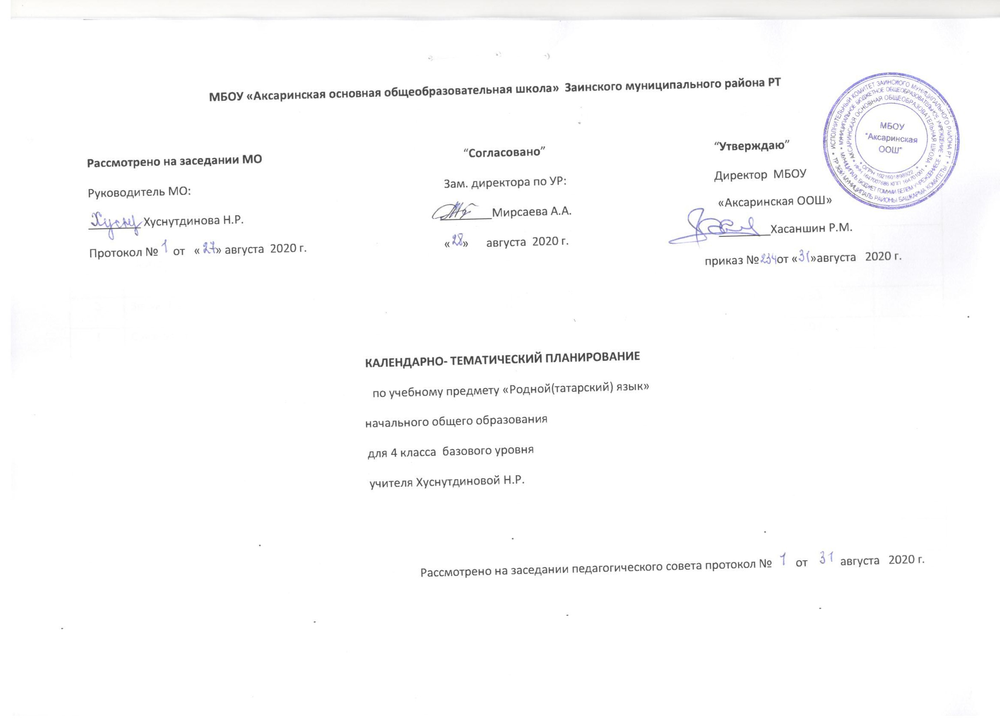 МБОУ «Аксаринская основная общеобразовательная школа» Заинского муниципального района РТ
Рассмотрено на заседании МО
Руководитель МО:
Хусну Хуснутдинова Н.Р.
Протокол № 1 от «27» августа 2020 г.
“Согласовано”
Зам. директора по УР:
Мирсаева А.А.
«28» августа 2020 г.
“Утверждаю”
Директор МБОУ
«Аксаринская ООШ»
Хасаншин Р.М.
приказ №234от «31»августа 2020 г.
ИСПОЛНИТЕЛЬНЫЙ КОМИТЕТ ЗАИНСКОГО МУНИЦИПАЛЬНОГО РАЙОНА РТ *
ТР ЗӘЙ МУНИЦИПАЛЬ РАЙОНЫ БАШКАРМА КОМИТЕТЫ *
МУНИЦИПАЛЬНОЕ БЮДЖЕТНОЕ ОБЩЕОБРАЗОВАТЕЛЬНОЕ УЧРЕЖДЕНИЕ *
МУНИЦИПАЛЬ БЮДЖЕТ ГОМУМИ БЕЛЕМ УЧРЕЖДЕНИЕСЕ *
АКСАРИНСКАЯ ОСНОВНАЯ ОБЩЕОБРАЗОВАТЕЛЬНАЯ ШКОЛА *
ИНН 1647007686 КПП 164701001 *
* ОГРН 1021601898922 *
МБОУ
"Аксаринская
ООШ"
КАЛЕНДАРНО- ТЕМАТИЧЕСКИЙ ПЛАНИРОВАНИЕ
по учебному предмету «Родной(татарский) язык»
начального общего образования
для 4 класса базового уровня
учителя Хуснутдиновой Н.Р.
Рассмотрено на заседании педагогического совета протокол № 1 от 31 августа 2020 г.